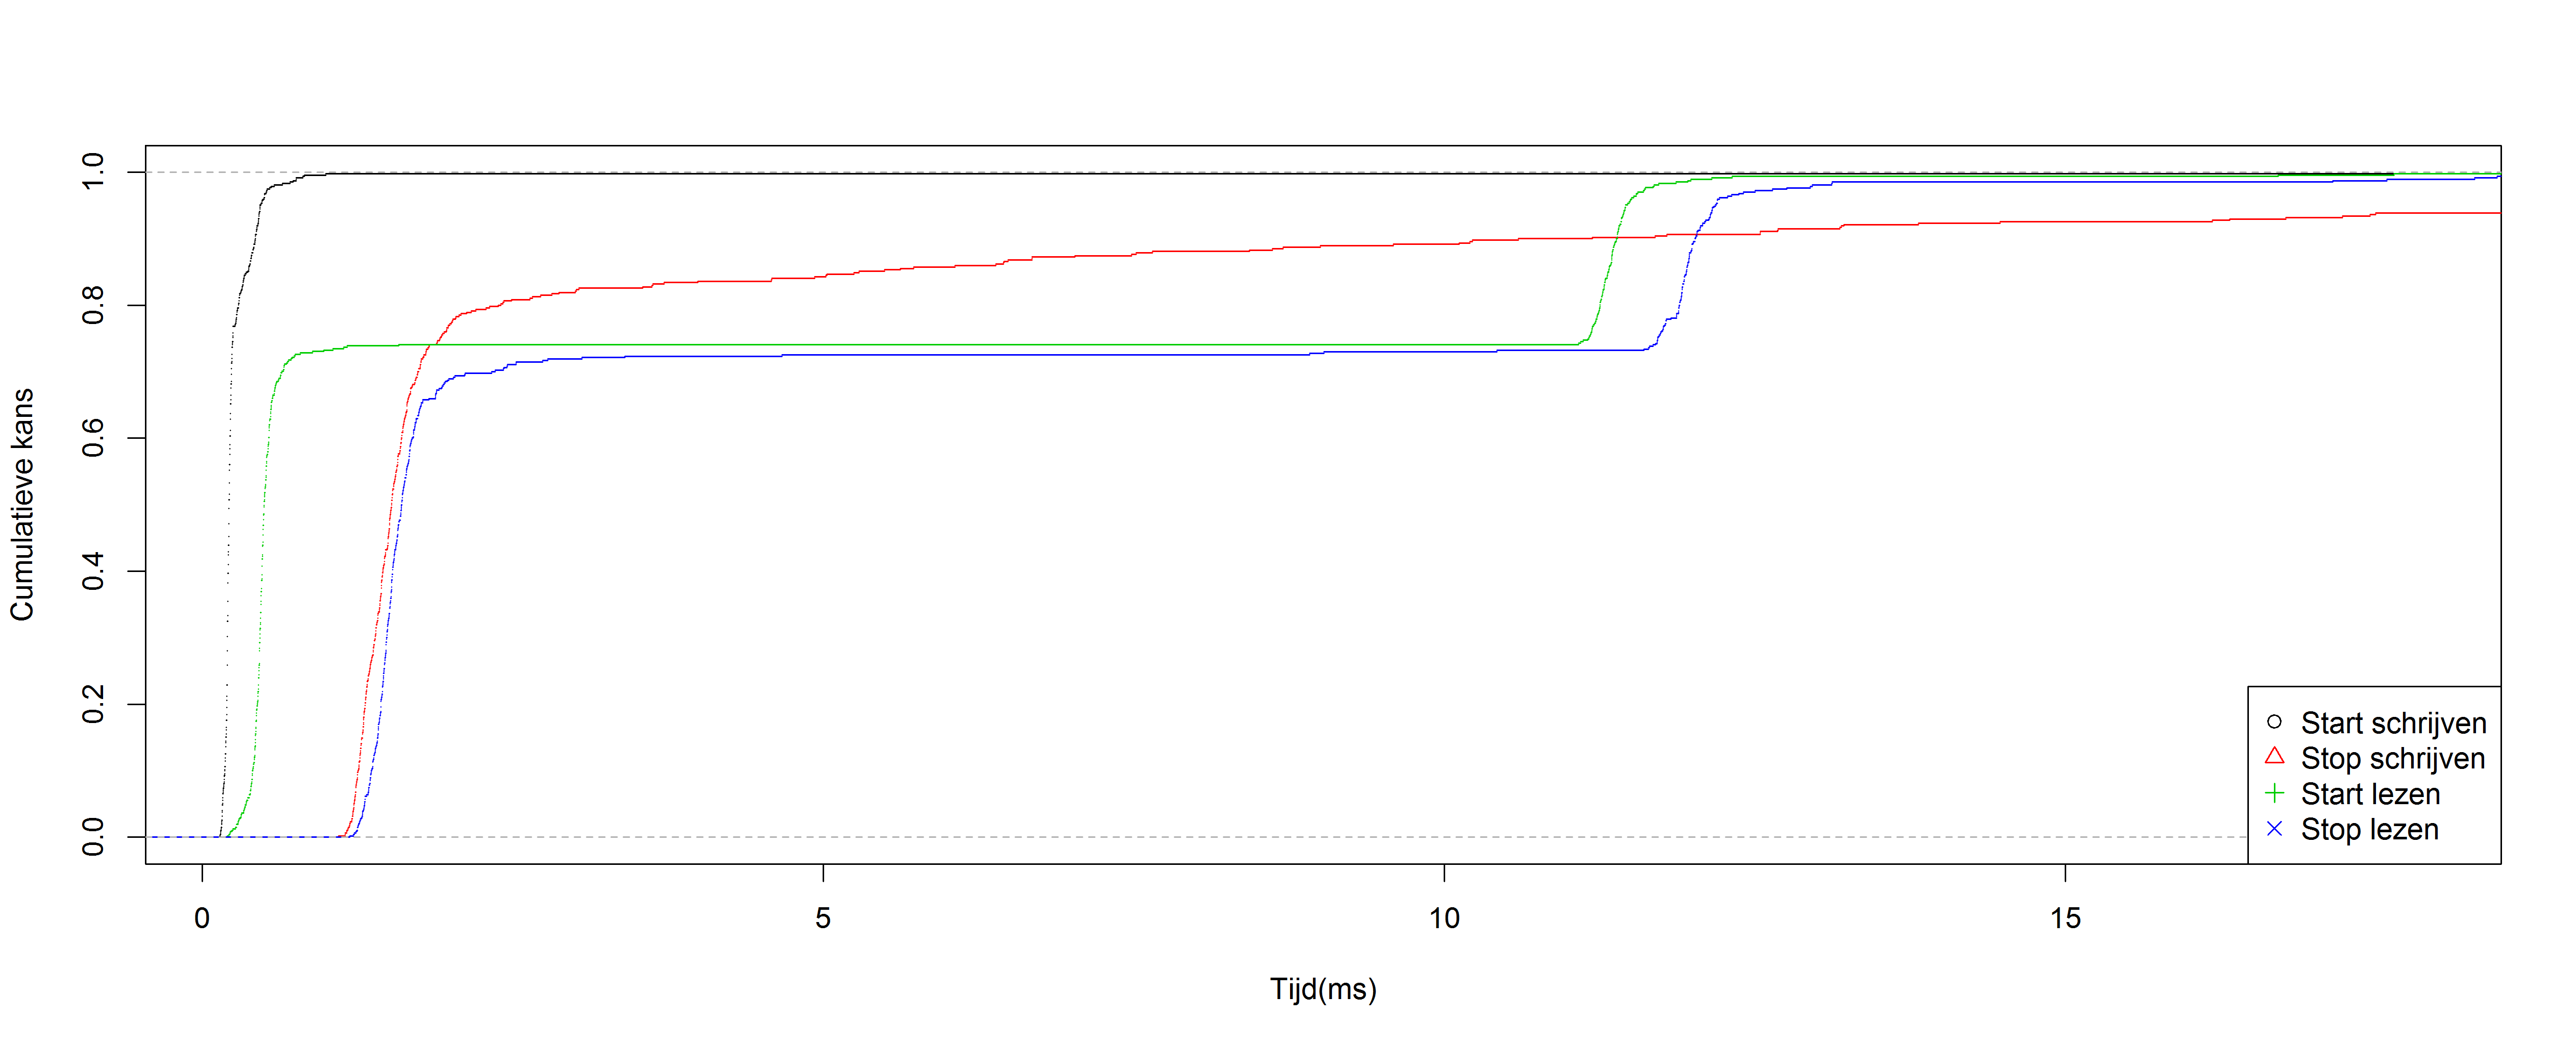 Cumulatieve kans
1.0
0.8
0.6
0.4
0.2
0.0
0 5 10 15
Tijd(ms)
Start schrijven
Stop schrijven
Start lezen
Stop lezen